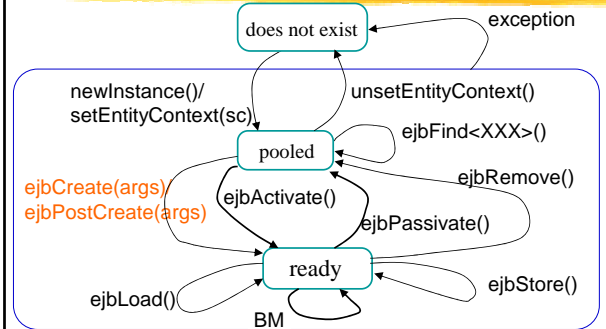 exception
does not exist
newInstance()/
setEntityContext(sc)
unsetEntityContext()
ejbFind<XXX>()
pooled
ejbCreate(args)/
ejbPostCreate(args)
ejbActivate()
ejbRemove()
ejbPassivate()
ready
ejbLoad()
ejbStore()
BM